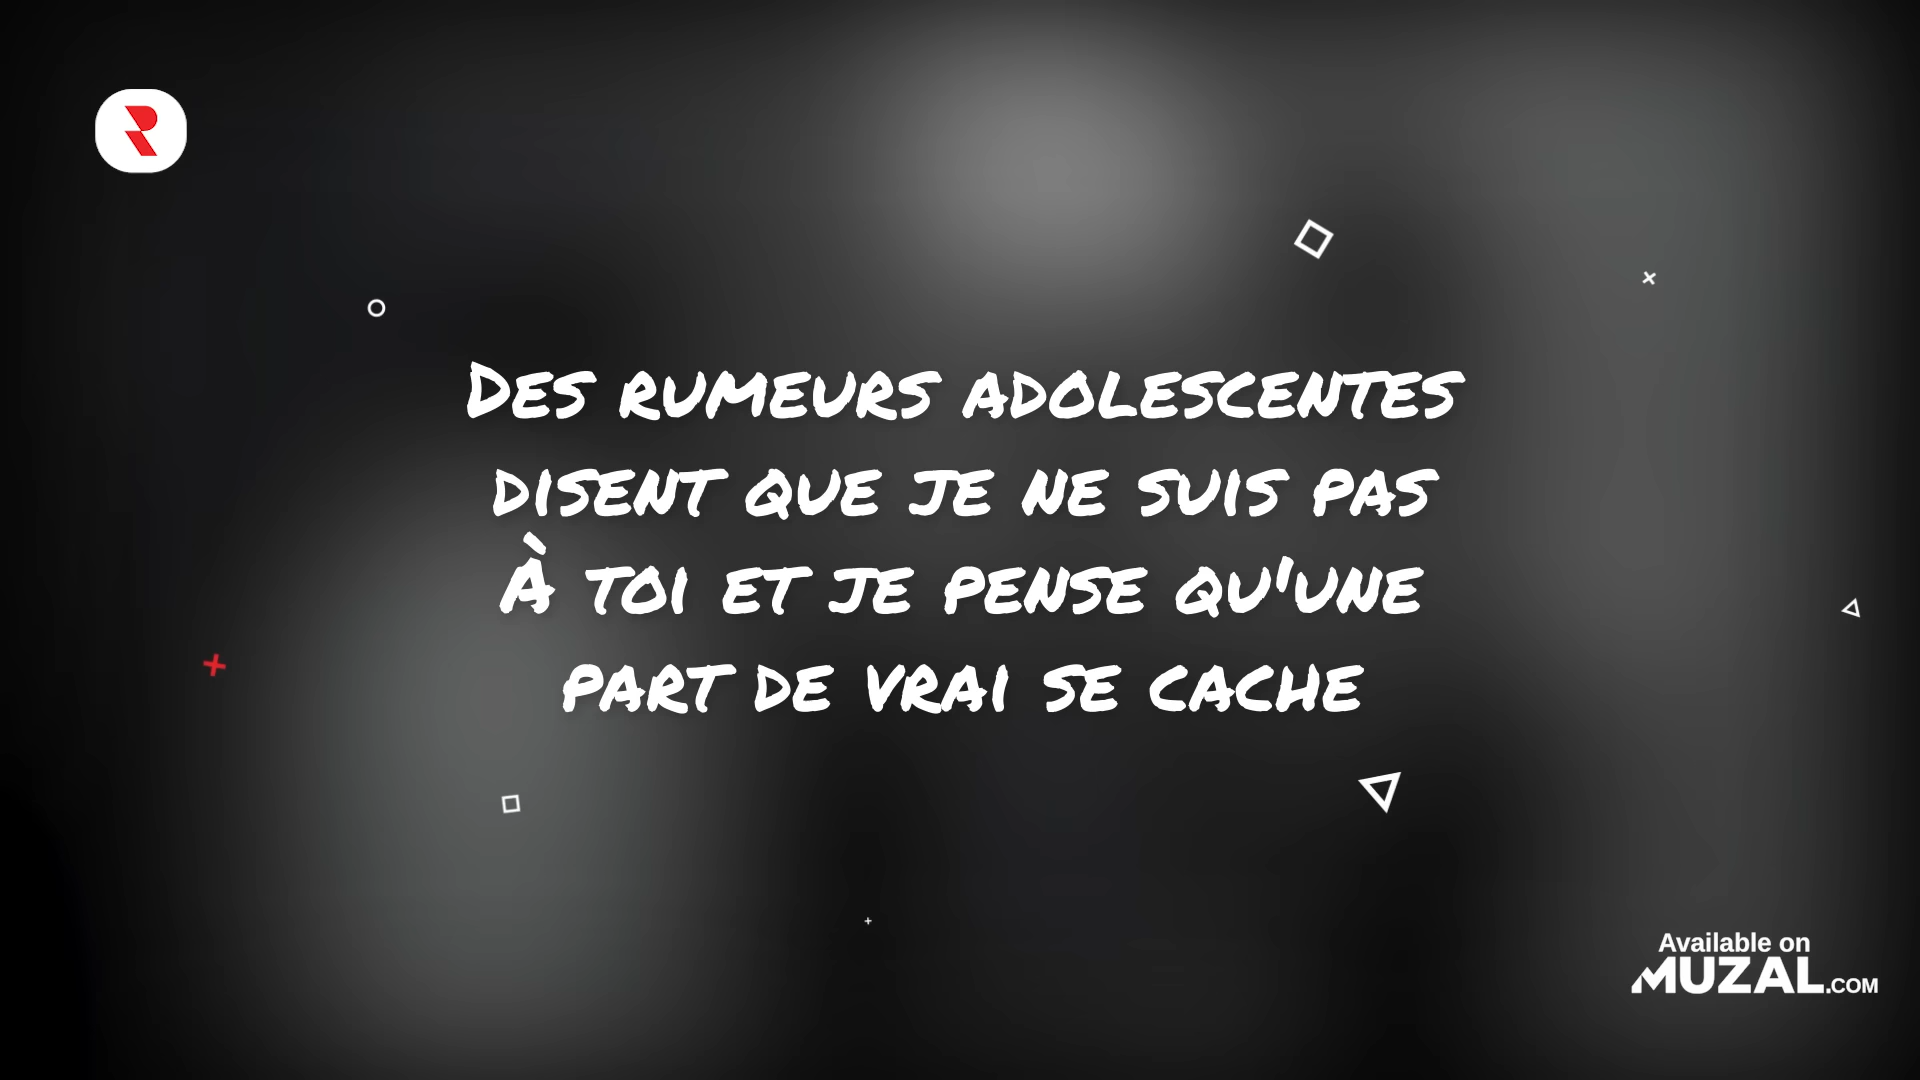 Des rumeurs adolescentes
disent que je ne suis pas
À toi et je pense qu'une
part de vrai se cache
Available on
MUZAL.COM